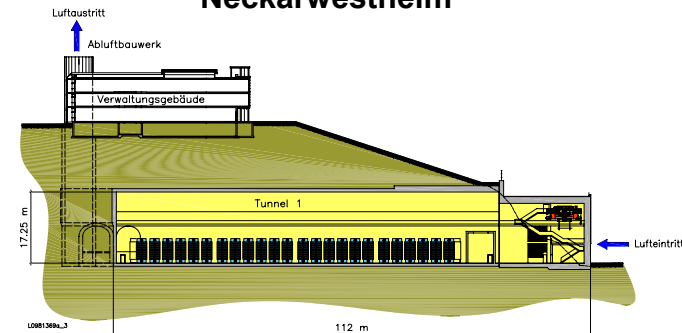 Neckarwestheim
Luftaustritt
Abluftbauwerk
Verwaltungsgebäude
Tunnel 1
17.25 m
Lufteintritt
L0981369a_3
112 m